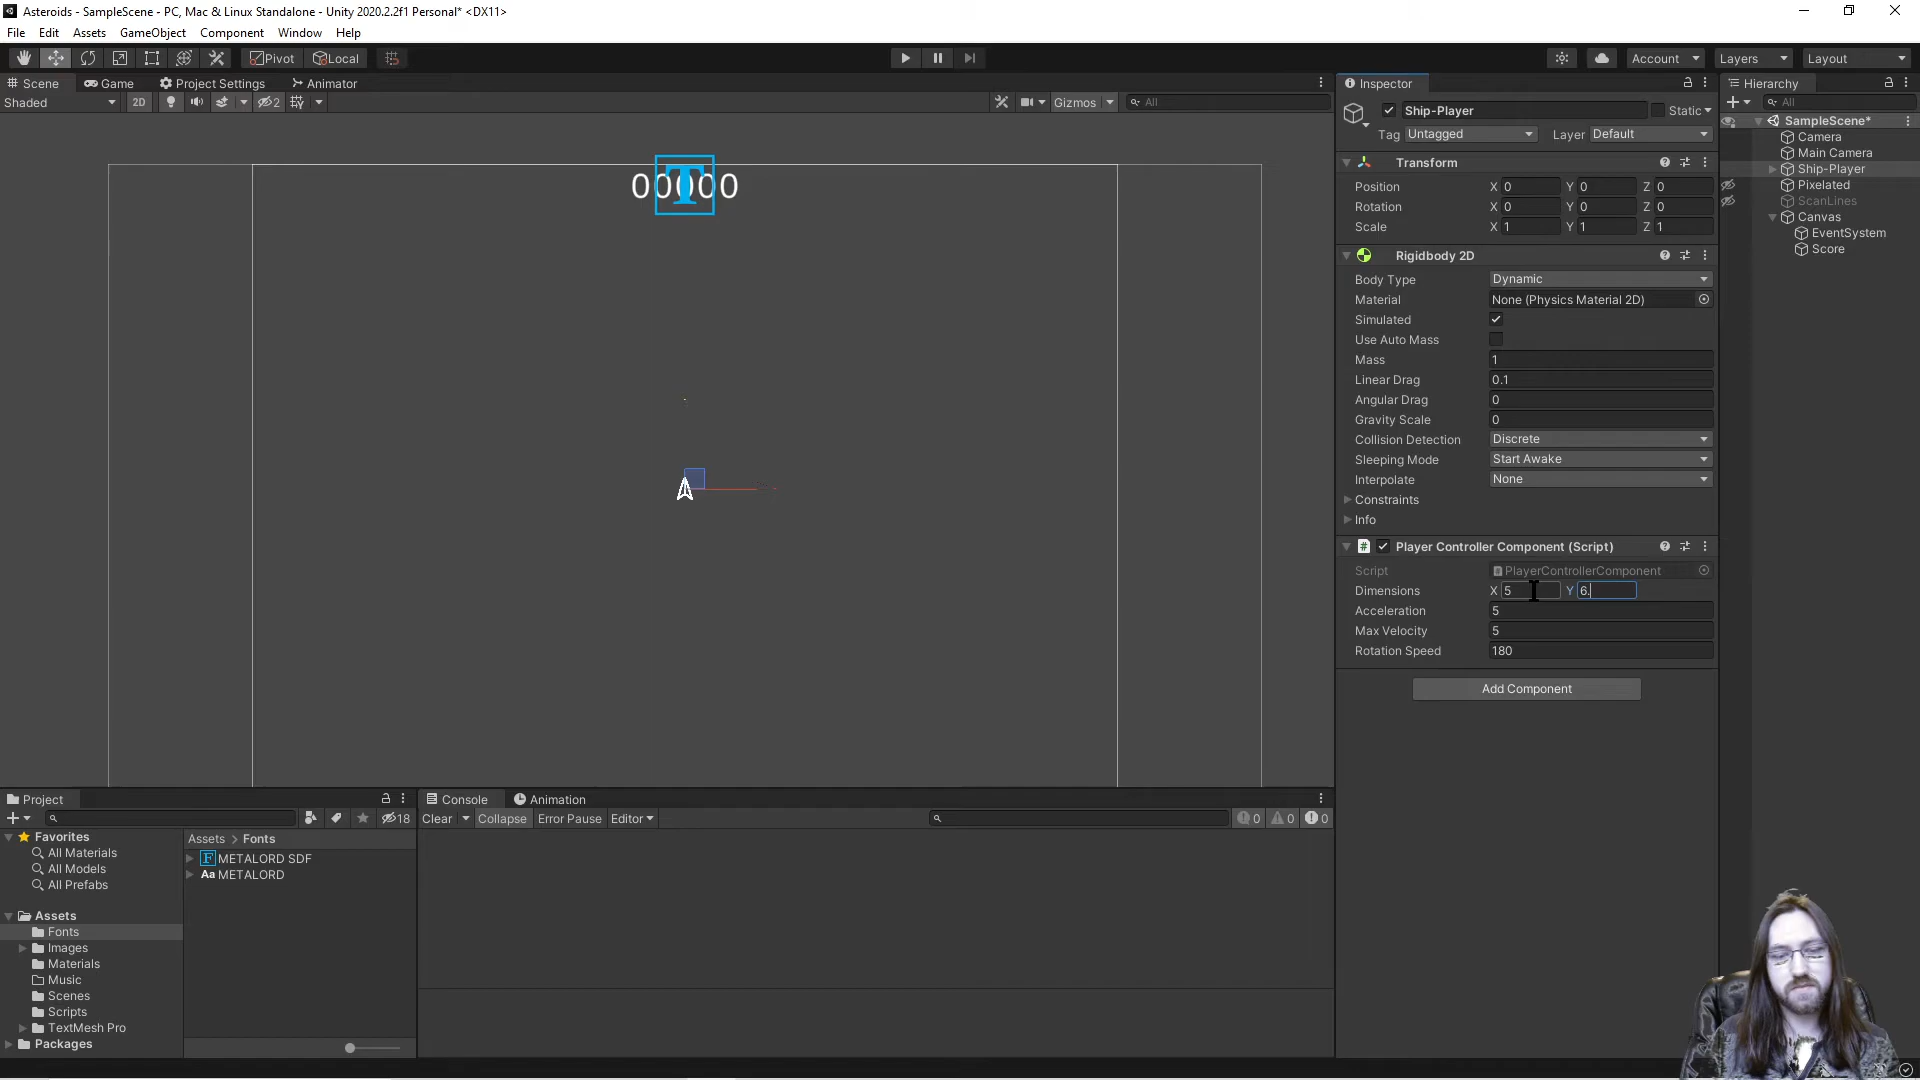 Asteroids - SampleScene - PC, Mac & Linux Standalone - Unity 2020.2.2f1 Personal* <DX11>
File Edit Assets GameObject Component Window Help
Pivot Local Account Layers Layout
Scene Game Project Settings Animator
Shaded 2D 2 Gizmos All
00000
T
Inspector
Ship-Player Static
Tag Untagged Layer Default
Transform
Position X 0 Y 0 Z 0
Rotation X 0 Y 0 Z 0
Scale X 1 Y 1 Z 1
Rigidbody 2D
Body Type Dynamic
Material None (Physics Material 2D)
Simulated
Use Auto Mass
Mass 1
Linear Drag 0.1
Angular Drag 0
Gravity Scale 0
Collision Detection Discrete
Sleeping Mode Start Awake
Interpolate None
Constraints
Info
# Player Controller Component (Script)
Script PlayerControllerComponent
Dimensions X 5 Y 6.
Acceleration 5
Max Velocity 5
Rotation Speed 180
Add Component
Hierarchy
All
SampleScene*
Camera
Main Camera
Ship-Player
Pixelated
ScanLines
Canvas
EventSystem
Score
Project
18
Favorites
All Materials
All Models
All Prefabs
Assets
Fonts
Images
Materials
Music
Scenes
Scripts
TextMesh Pro
Packages
Assets > Fonts
F METALORD SDF
Aa METALORD
Console Animation
Clear Collapse Error Pause Editor 0 0 0